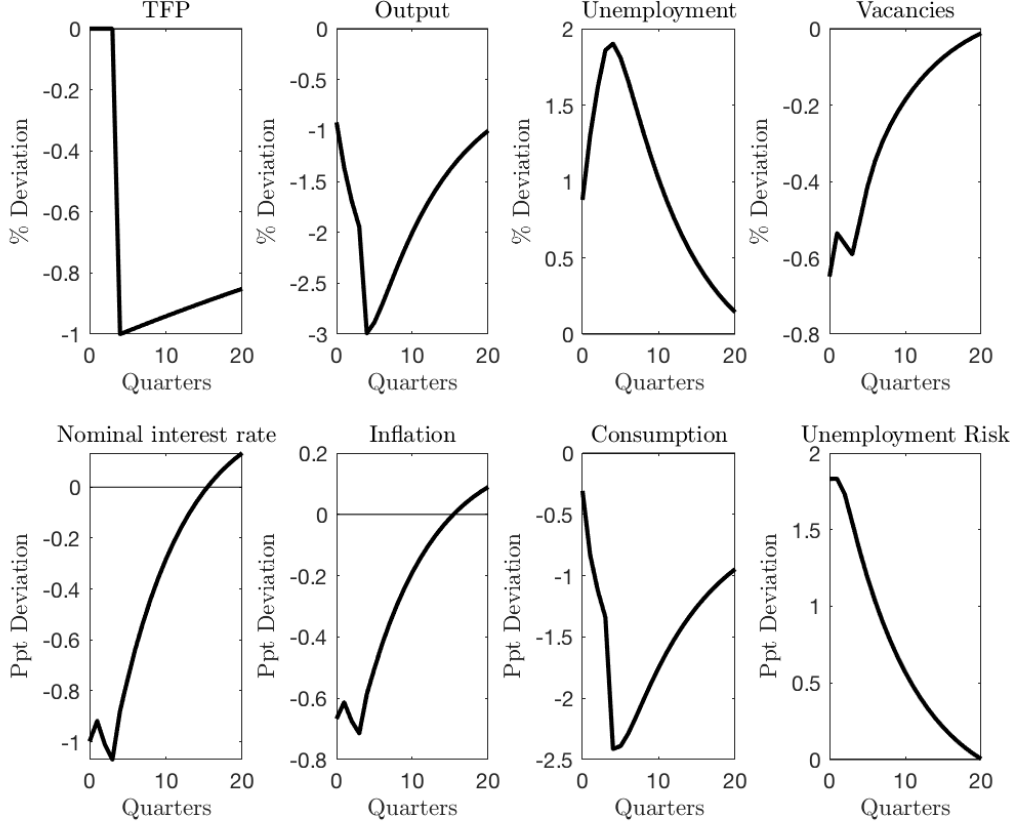 TFP
0
-0.2
-0.4
-0.6
-0.8
-1
% Deviation
0 10 20
Quarters
Output
0
-0.5
-1
-1.5
-2
-2.5
-3
% Deviation
0 10 20
Quarters
Unemployment
2
1.5
1
0.5
0
% Deviation
0 10 20
Quarters
Vacancies
0
-0.2
-0.4
-0.6
-0.8
% Deviation
0 10 20
Quarters
Nominal interest rate
0
-0.2
-0.4
-0.6
-0.8
-1
Ppt Deviation
0 10 20
Quarters
Inflation
0.2
0
-0.2
-0.4
-0.6
-0.8
Ppt Deviation
0 10 20
Quarters
Consumption
0
-0.5
-1
-1.5
-2
-2.5
Ppt Deviation
0 10 20
Quarters
Unemployment Risk
2
1.5
1
0.5
0
Ppt Deviation
0 10 20
Quarters